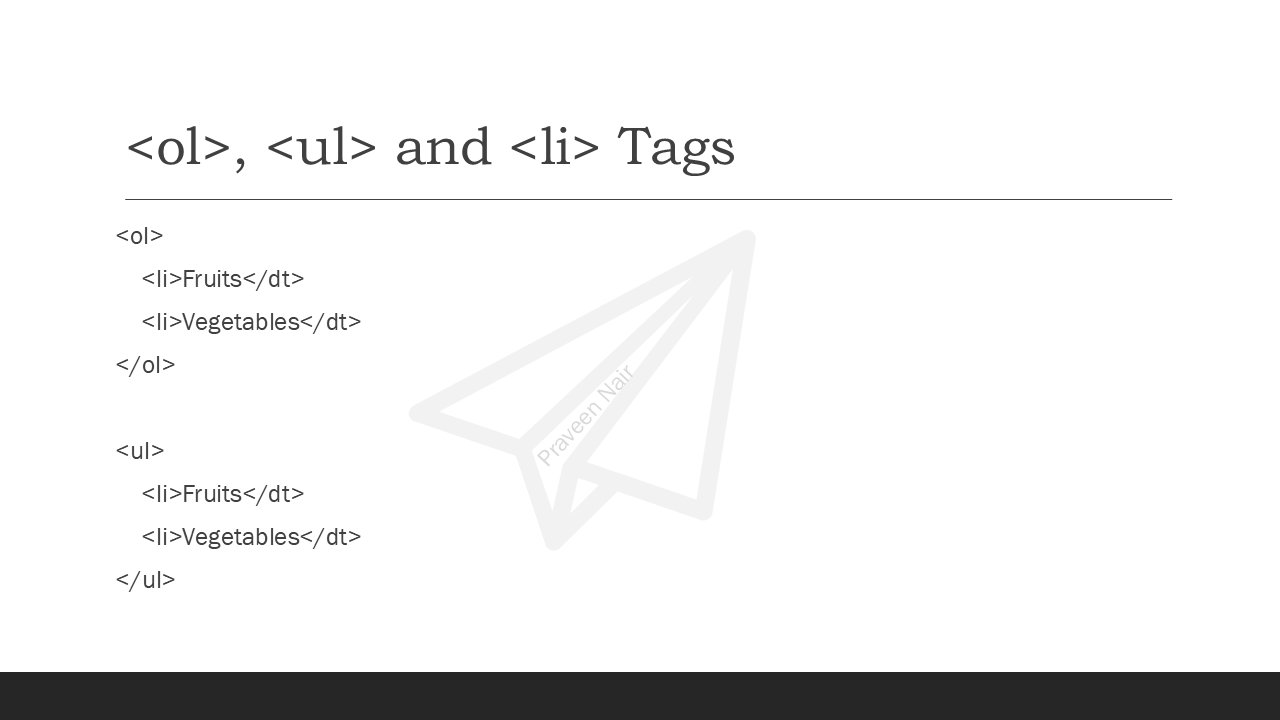 <ol>, <ul> and <li> Tags
<ol>
<li>Fruits</dt>
<li>Vegetables</dt>
</ol>
<ul>
<li>Fruits</dt>
<li>Vegetables</dt>
</ul>
Praveen Nair